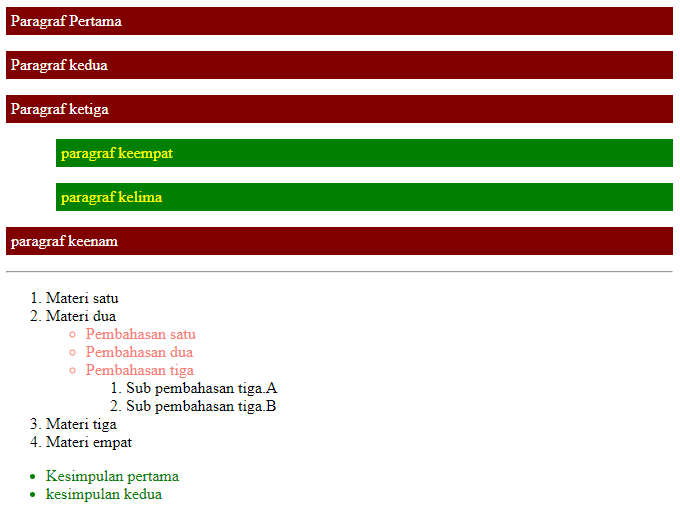 Paragraf Pertama
Paragraf kedua
Paragraf ketiga
paragraf keempat
paragraf kelima
paragraf keenam
1. Materi satu
2. Materi dua
Pembahasan satu
Pembahasan dua
Pembahasan tiga
1. Sub pembahasan tiga.A
2. Sub pembahasan tiga.B
3. Materi tiga
4. Materi empat
Kesimpulan pertama
kesimpulan kedua